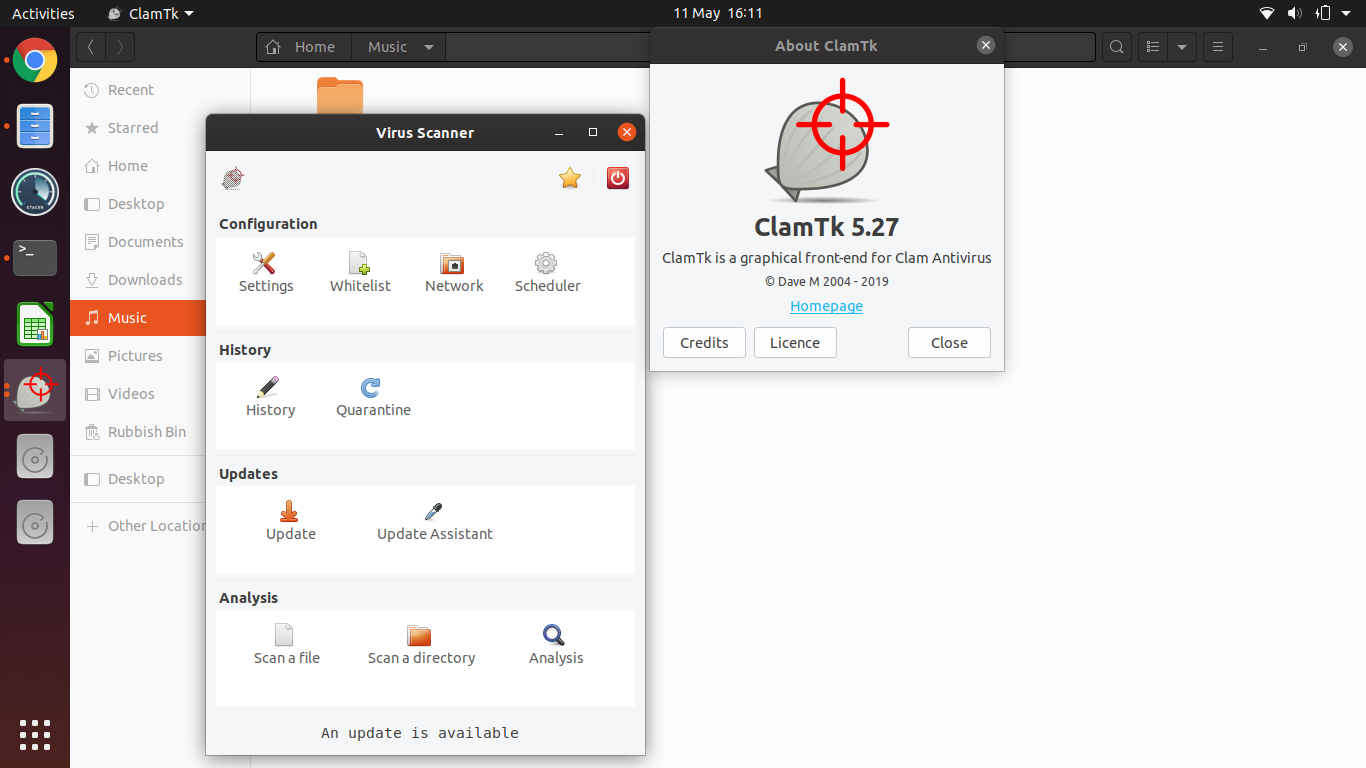 Activities
ClamTk
11 May 16:11
Home
Music
About ClamTk
Recent
Starred
Home
Desktop
Documents
Downloads
Music
Pictures
Videos
Rubbish Bin
Desktop
Other Location
STACER
>_
Virus Scanner
Configuration
Settings
Whitelist
Network
Scheduler
History
History
Quarantine
Updates
Update
Update Assistant
Analysis
Scan a file
Scan a directory
Analysis
An update is available
ClamTk 5.27
ClamTk is a graphical front-end for Clam Antivirus
© Dave M 2004 - 2019
Homepage
Credits
Licence
Close